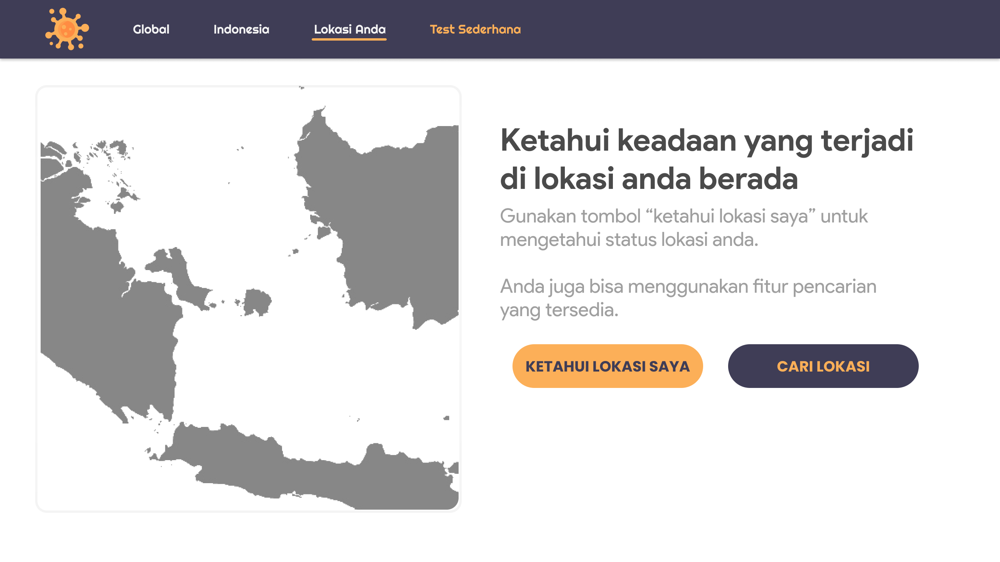 Global
Indonesia
Lokasi Anda
Test Sederhana
Ketahui keadaan yang terjadi
di lokasi anda berada
Gunakan tombol “ketahui lokasi saya” untuk
mengetahui status lokasi anda.
Anda juga bisa menggunakan fitur pencarian
yang tersedia.
KETAHUI LOKASI SAYA
CARI LOKASI